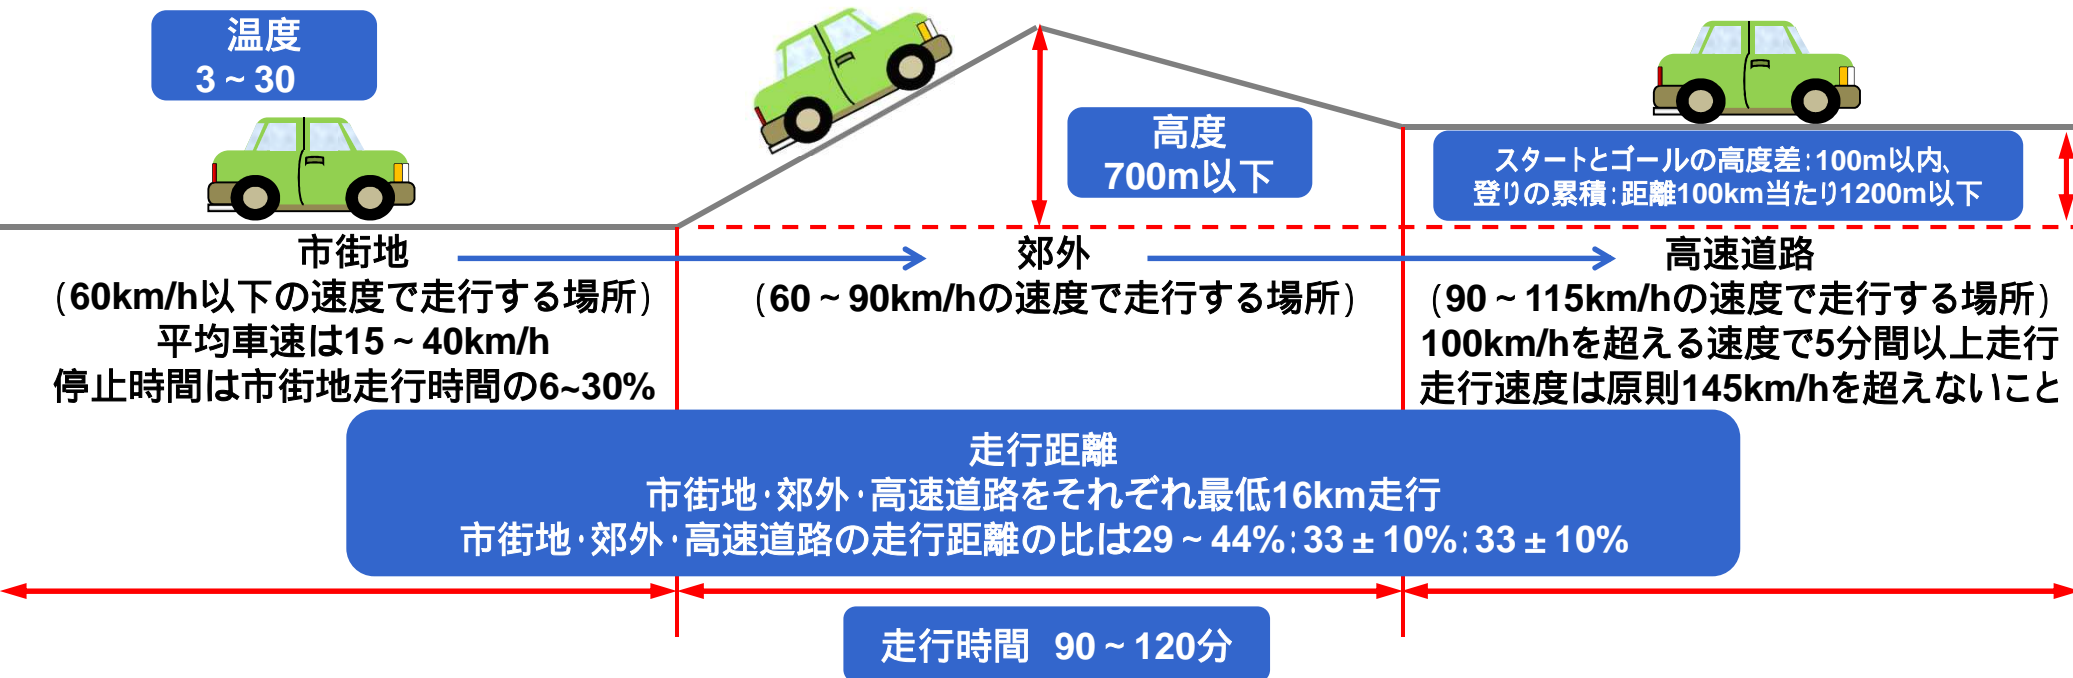 温度
3～30
高度
700m以下
スタートとゴールの高度差:100m以内、
登りの累積:距離100km当たり1200m以下
市街地
(60km/h以下の速度で走行する場所)
平均車速は15～40km/h
停止時間は市街地走行時間の6~30%
郊外
(60～90km/hの速度で走行する場所)
高速道路
(90～115km/hの速度で走行する場所)
100km/hを超える速度で5分間以上走行
走行速度は原則145km/hを超えないこと
走行距離
市街地･郊外･高速道路をそれぞれ最低16km走行
市街地･郊外･高速道路の走行距離の比は29～44%:33±10%:33±10%
走行時間 90～120分